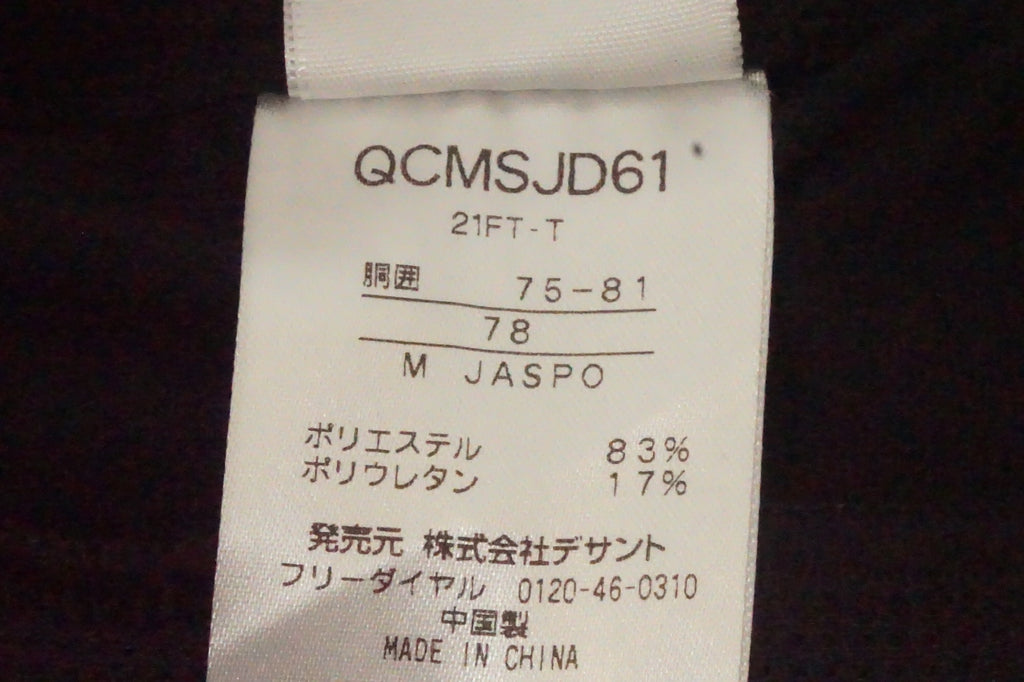 QCMSJD61
21FT-T
胴囲 75-81
78
M JASPO
ポリエステル 83%
ポリウレタン 17%
発売元 株式会社デサント
フリーダイヤル 0120-46-0310
中国製
MADE IN CHINA